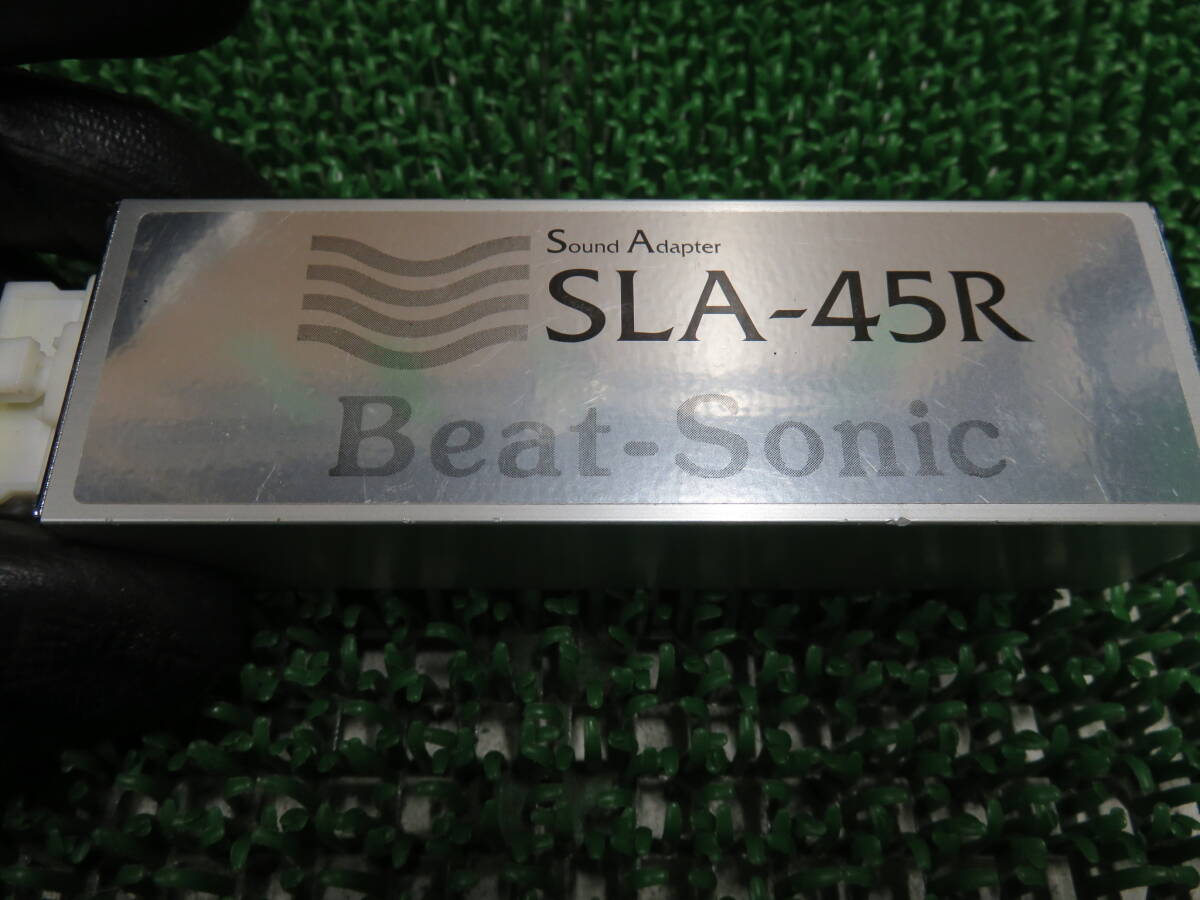 Sound Adapter
SLA-45R
Beat-Sonic